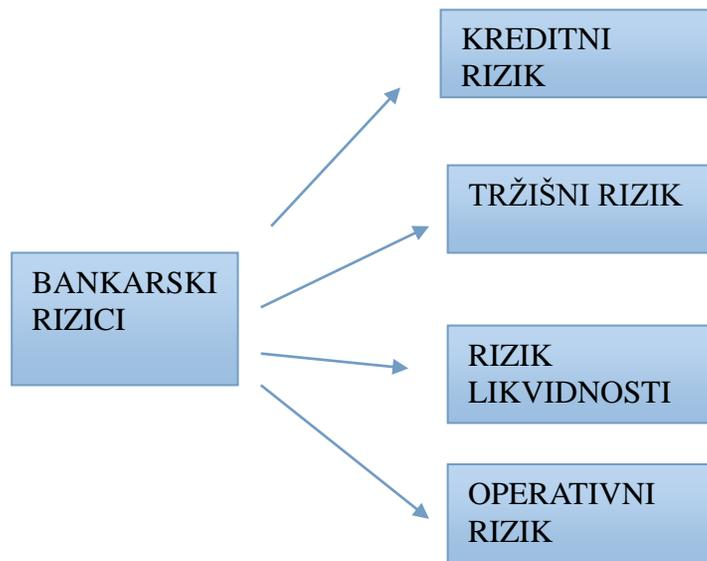 BANKARSKI
RIZICI
KREDITNI
RIZIK
TRŽIŠNI RIZIK
RIZIK
LIKVIDNOSTI
OPERATIVNI
RIZIK